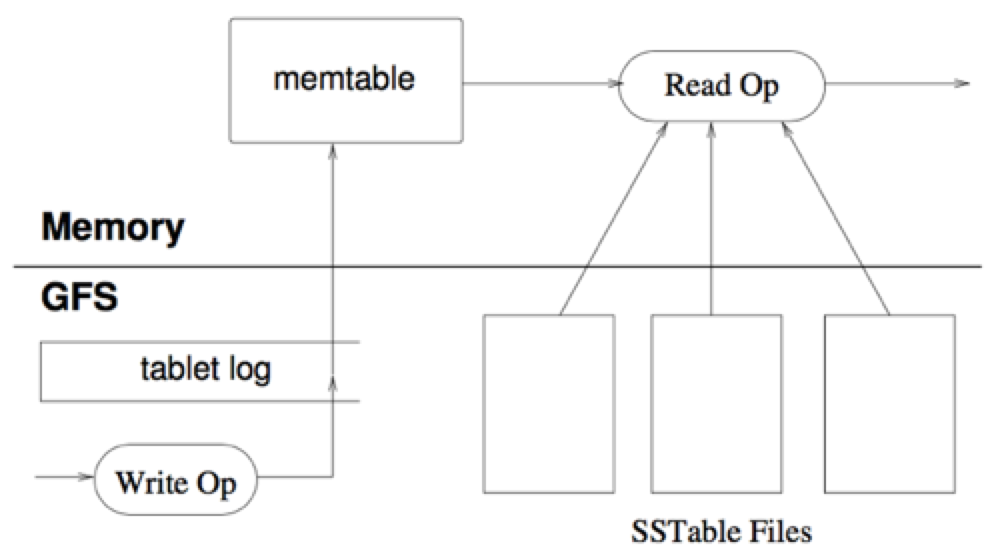 memtable
Read Op
Memory
GFS
tablet log
Write Op
SSTable Files